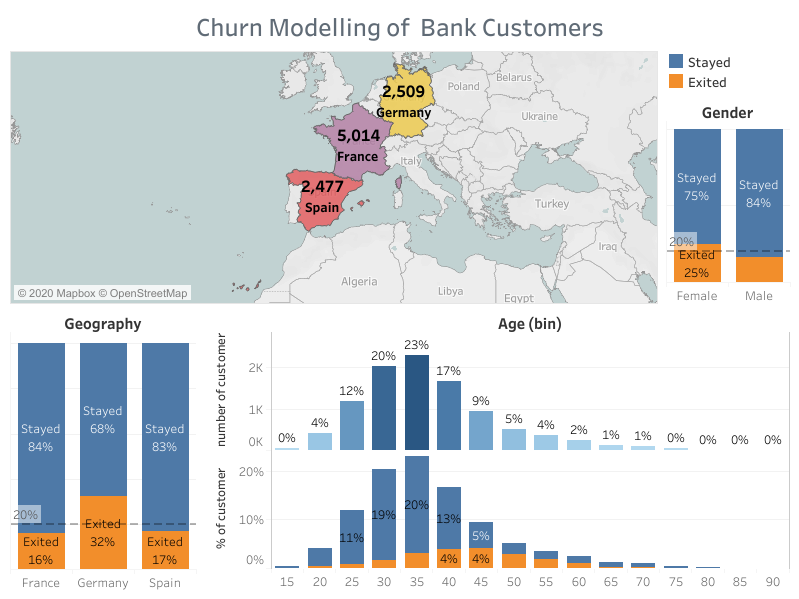 Churn Modelling of Bank Customers
Stayed
Exited
2,509
Germany
5,014
France
2,477
Spain
Poland
Belarus
Ukraine
Italy
Turkey
Iraq
Algeria
Libya
Egypt
© 2020 Mapbox © OpenStreetMap
Gender
Stayed
75%
Stayed
84%
20%
Exited
25%
Female
Male
Geography
Stayed
84%
Stayed
68%
Stayed
83%
20%
Exited
16%
Exited
32%
Exited
17%
France
Germany
Spain
Age (bin)
number of customer
2K
1K
0K
0%
4%
12%
20%
23%
17%
9%
5%
4%
2%
1%
1%
0%
0%
0%
0%
% of customer
20%
10%
0%
11%
19%
20%
13%
4%
5%
4%
15 20 25 30 35 40 45 50 55 60 65 70 75 80 85 90